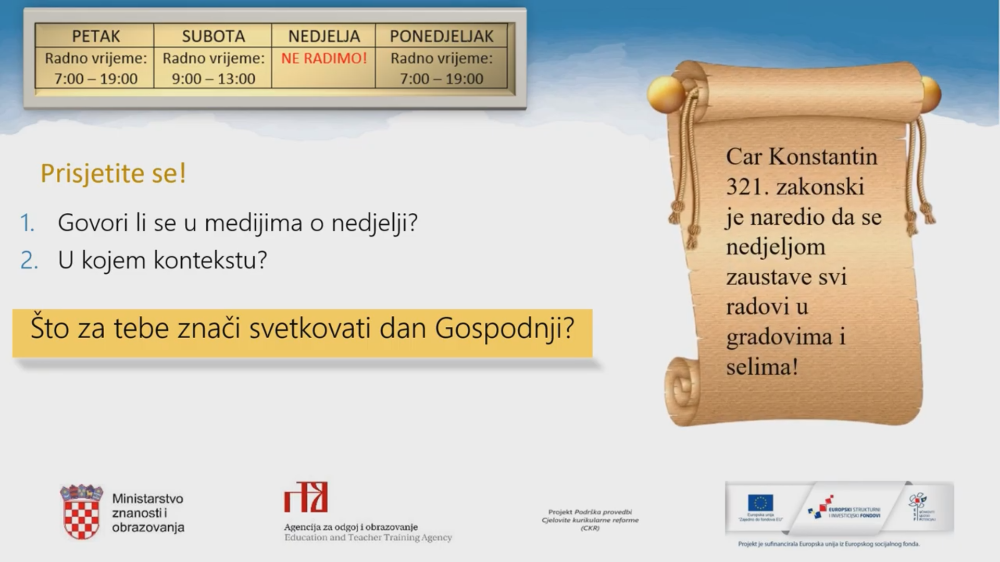 PETAK SUBOTA NEDJELJA PONEDJELJAK
Radno vrijeme: Radno vrijeme: NE RADIMO! Radno vrijeme:
7:00 – 19:00 9:00 – 13:00 7:00 – 19:00
Prisjetite se!
1. Govori li se u medijima o nedjelji?
2. U kojem kontekstu?
Što za tebe znači svetkovati dan Gospodnji?
Car Konstantin
321. zakonski
je naredio da se
nedjeljom
zaustave svi
radovi u
gradovima i
selima!
Ministarstvo
znanosti i
obrazovanja
Agencija za odgoj i obrazovanje
Education and Teacher Training Agency
Projekt Podrška provedbi
Cjelovite kurikularne reforme
(CKR)
Europska unija
"Zajedno do fondova EU"
EUROPSKI STRUKTURNI
I INVESTICIJSKI FONDOVI
Projekt je sufinancirala Europska unija iz Europskog socijalnog fonda.